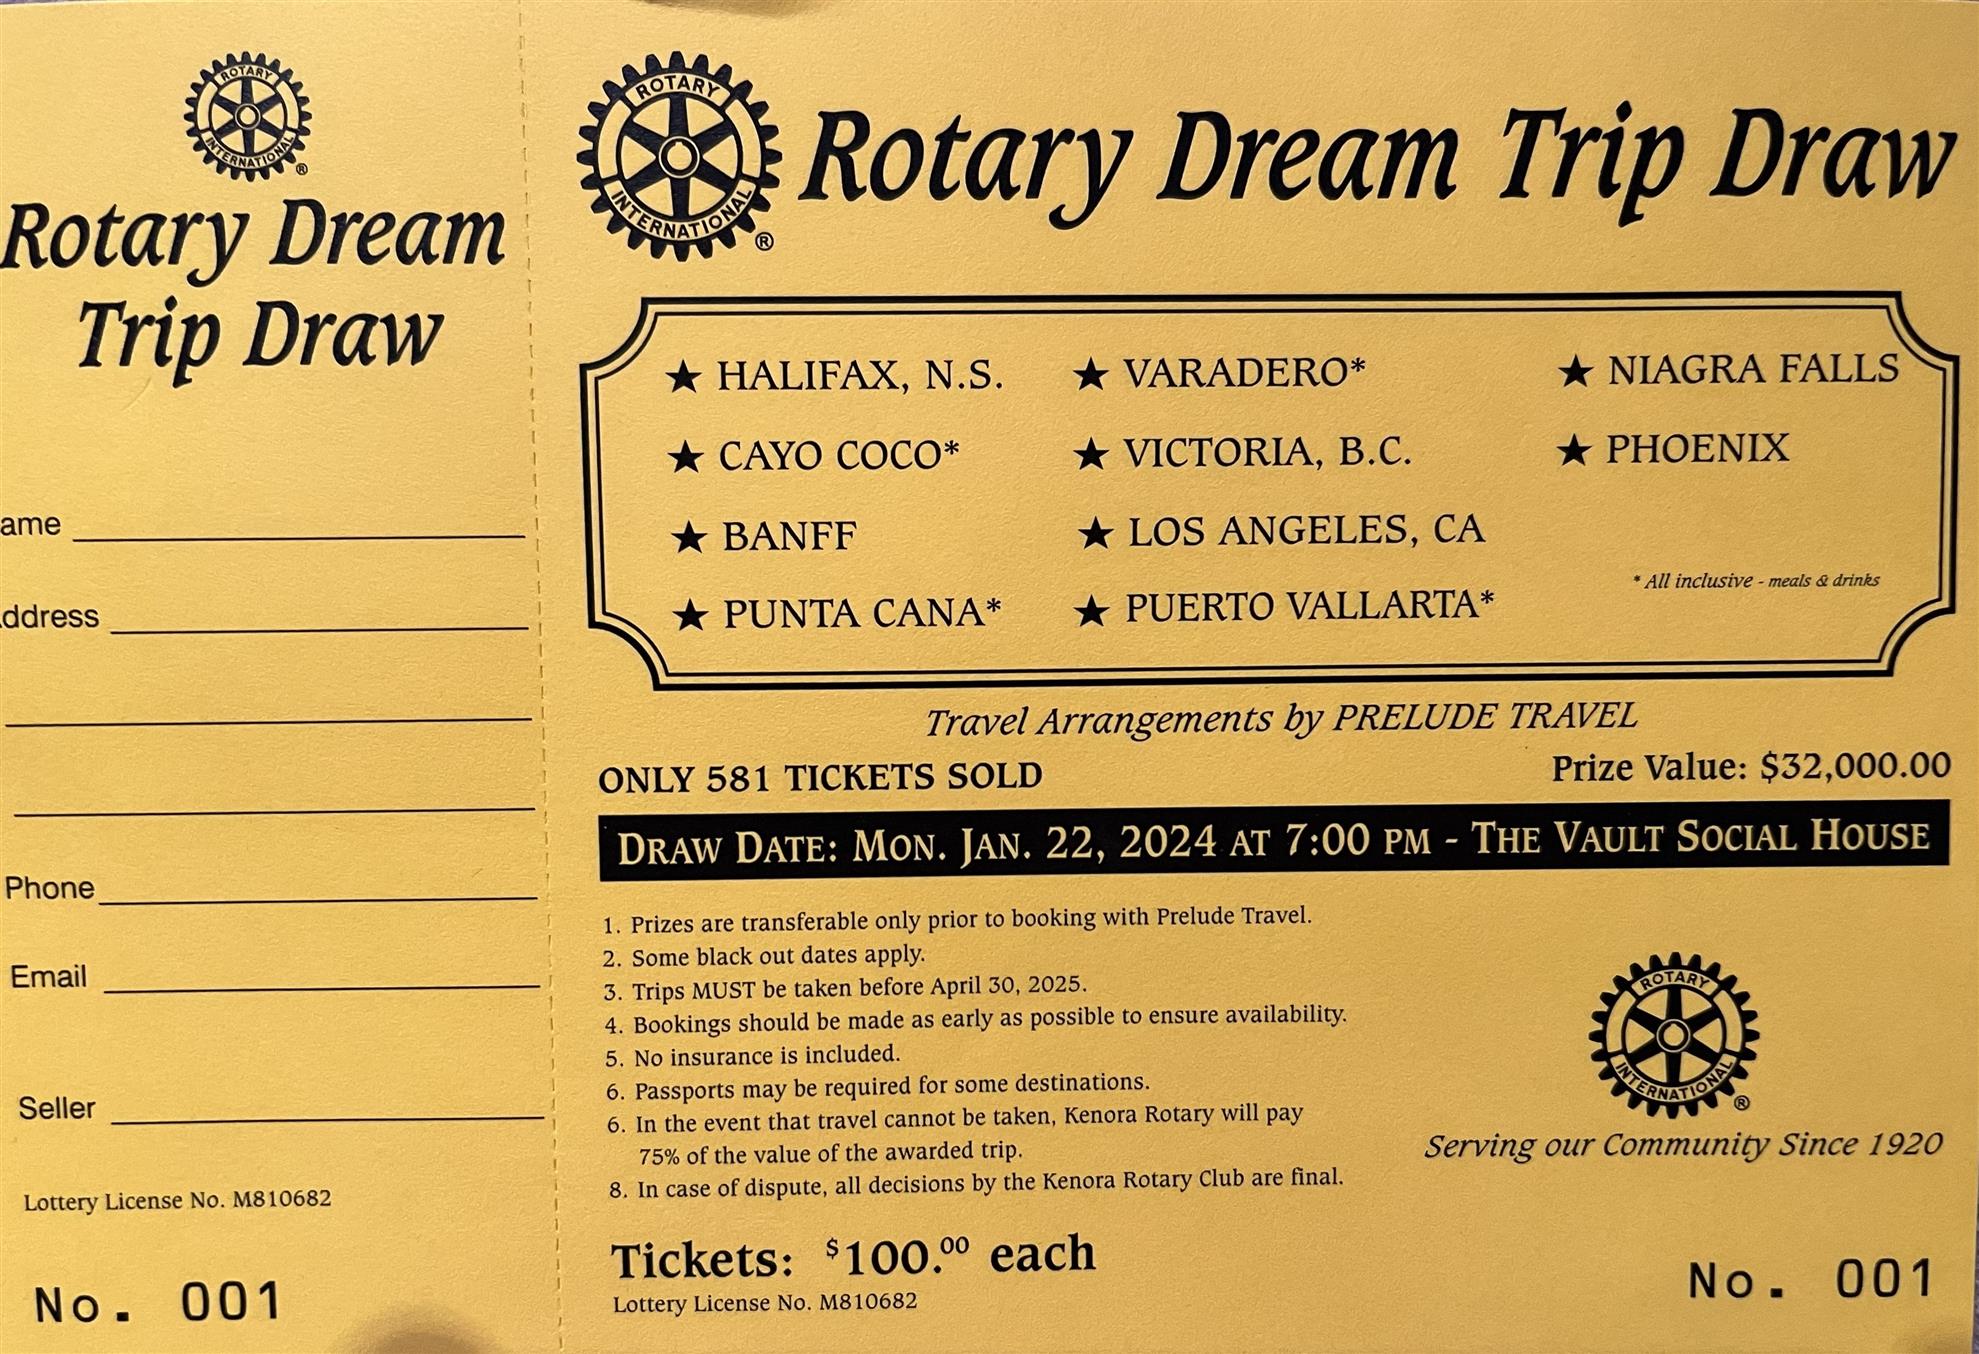 ROTARY
INTERNATIONAL
®
Rotary Dream
Trip Draw
ame
ddress
Phone
Email
Seller
Lottery License No. M810682
No. 001
ROTARY
INTERNATIONAL
®
Rotary Dream Trip Draw
★ HALIFAX, N.S.
★ CAYO COCO*
★ BANFF
★ PUNTA CANA*
★ VARADERO*
★ VICTORIA, B.C.
★ LOS ANGELES, CA
★ PUERTO VALLARTA*
★ NIAGRA FALLS
★ PHOENIX
* All inclusive - meals & drinks
Travel Arrangements by PRELUDE TRAVEL
ONLY 581 TICKETS SOLD
Prize Value: $32,000.00
DRAW DATE: MON. JAN. 22, 2024 AT 7:00 PM - THE VAULT SOCIAL HOUSE
1. Prizes are transferable only prior to booking with Prelude Travel.
2. Some black out dates apply.
3. Trips MUST be taken before April 30, 2025.
4. Bookings should be made as early as possible to ensure availability.
5. No insurance is included.
6. Passports may be required for some destinations.
6. In the event that travel cannot be taken, Kenora Rotary will pay
75% of the value of the awarded trip.
8. In case of dispute, all decisions by the Kenora Rotary Club are final.
ROTARY
INTERNATIONAL
®
Serving our Community Since 1920
Tickets: $100.00 each
Lottery License No. M810682
No. 001